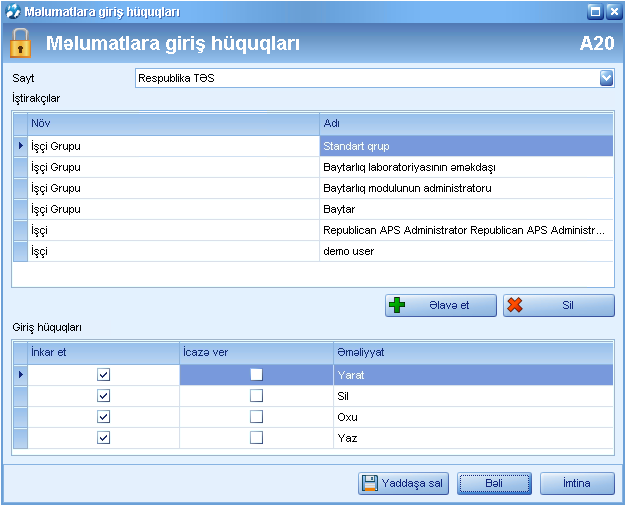 Məlumatlara giriş hüquqları
Məlumatlara giriş hüquqları A20
Sayt Respublika TƏS
İştirakçılar
Növ Adı
İşçi Grupu Standart qrup
İşçi Grupu Baytarlıq laboratoriyasının əməkdaşı
İşçi Grupu Baytarlıq modulunun administratoru
İşçi Grupu Baytar
İşçi Republican APS Administrator Republican APS Administr...
İşçi demo user
Əlavə et Sil
Giriş hüquqları
İnkar et İcazə ver Əməliyyat
Yarat
Sil
Oxu
Yaz
Yaddaşa sal Bəli İmtina